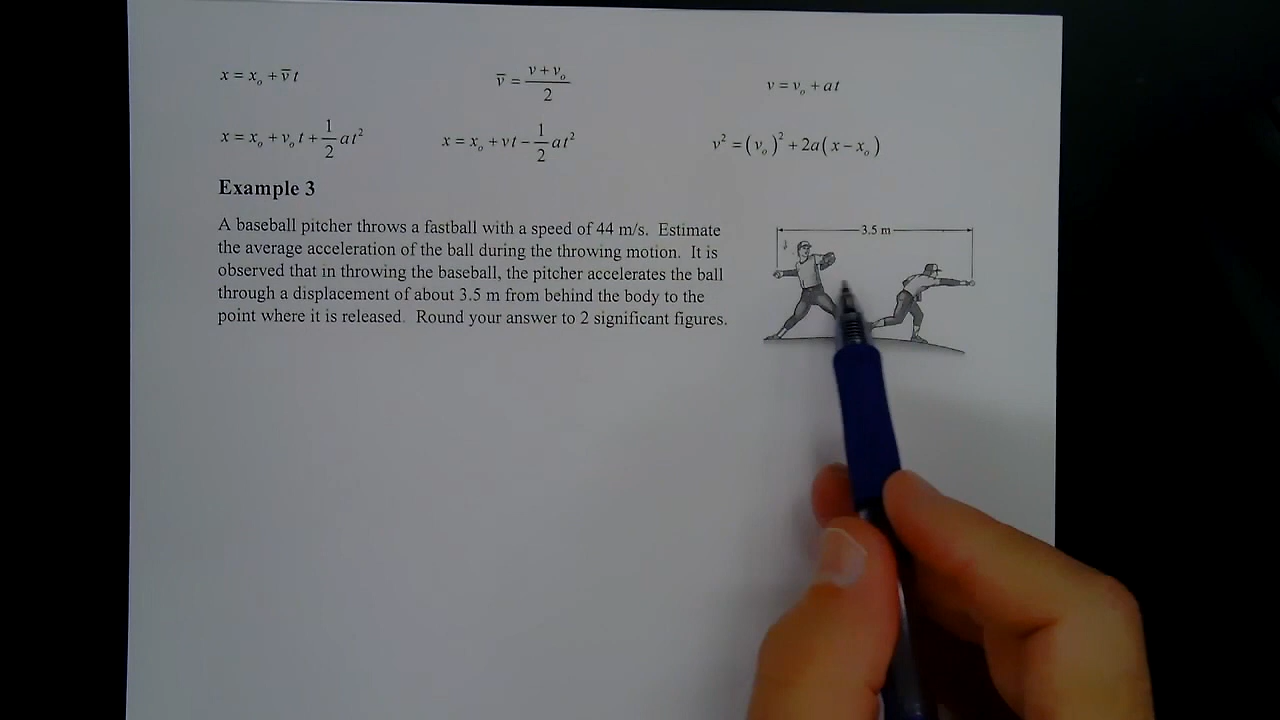 x = x₀ + v̅ t
v̅ = (v + v₀)/2
v = v₀ + at
x = x₀ + v₀t + 1/2 at²
x = x₀ + vt − 1/2 at²
v² = (v₀)² + 2a(x − x₀)
Example 3
A baseball pitcher throws a fastball with a speed of 44 m/s. Estimate
the average acceleration of the ball during the throwing motion. It is
observed that in throwing the baseball, the pitcher accelerates the ball
through a displacement of about 3.5 m from behind the body to the
point where it is released. Round your answer to 2 significant figures.
3.5 m